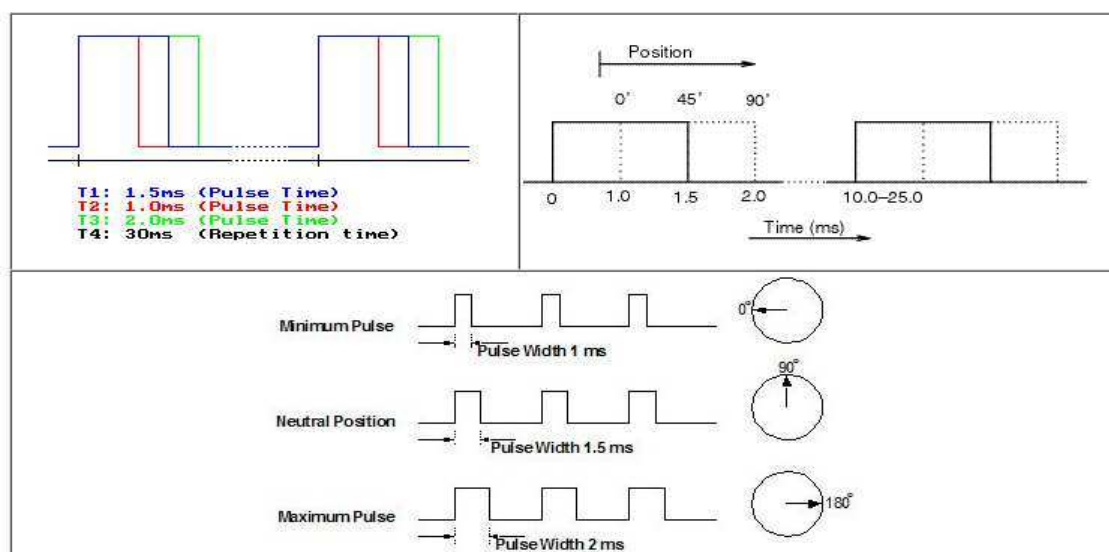 T1: 1.5ms (Pulse Time)
T2: 1.0ms (Pulse Time)
T3: 2.0ms (Pulse Time)
T4: 30ms (Repetition time)
Position
0' 45' 90'
0 1.0 1.5 2.0 10.0–25.0
Time (ms)
Minimum Pulse
Pulse Width 1 ms
0°
Neutral Position
Pulse Width 1.5 ms
90°
Maximum Pulse
Pulse Width 2 ms
180°